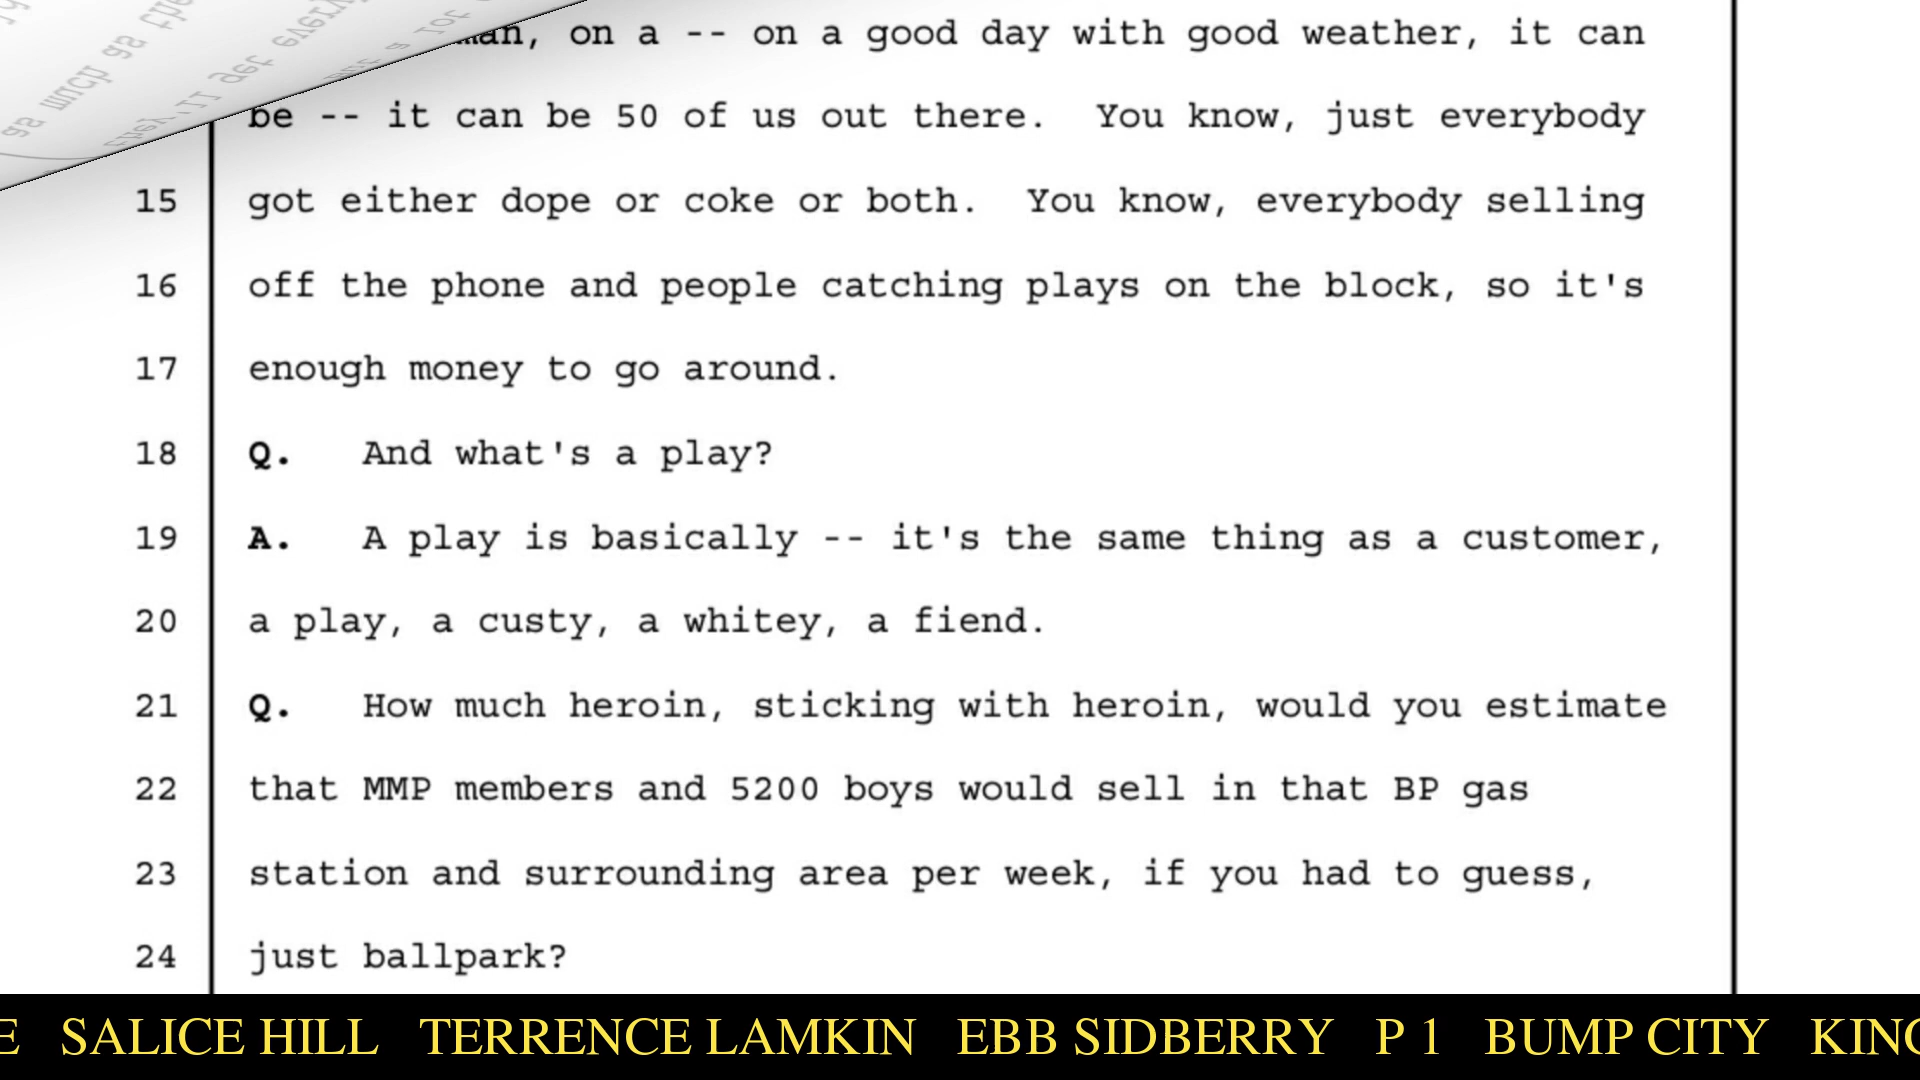 on a -- on a good day with good weather, it can
be -- it can be 50 of us out there. You know, just everybody
15 got either dope or coke or both. You know, everybody selling
16 off the phone and people catching plays on the block, so it's
17 enough money to go around.
18 Q. And what's a play?
19 A. A play is basically -- it's the same thing as a customer,
20 a play, a custy, a whitey, a fiend.
21 Q. How much heroin, sticking with heroin, would you estimate
22 that MMP members and 5200 boys would sell in that BP gas
23 station and surrounding area per week, if you had to guess,
24 just ballpark?
SALICE HILL TERRENCE LAMKIN EBB SIDBERRY P 1 BUMP CITY